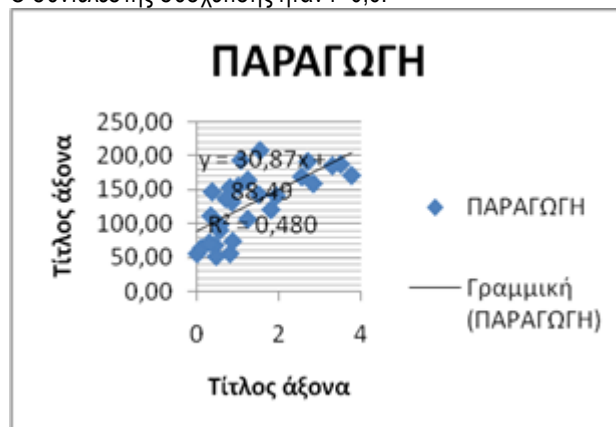 ΠΑΡΑΓΩΓΗ
250,00
200,00
150,00
100,00
50,00
0,00
y = 30,87x +
88,49
R² = 0,480
0 2 4
Τίτλος άξονα
Τίτλος άξονα
ΠΑΡΑΓΩΓΗ
Γραμμική
(ΠΑΡΑΓΩΓΗ)